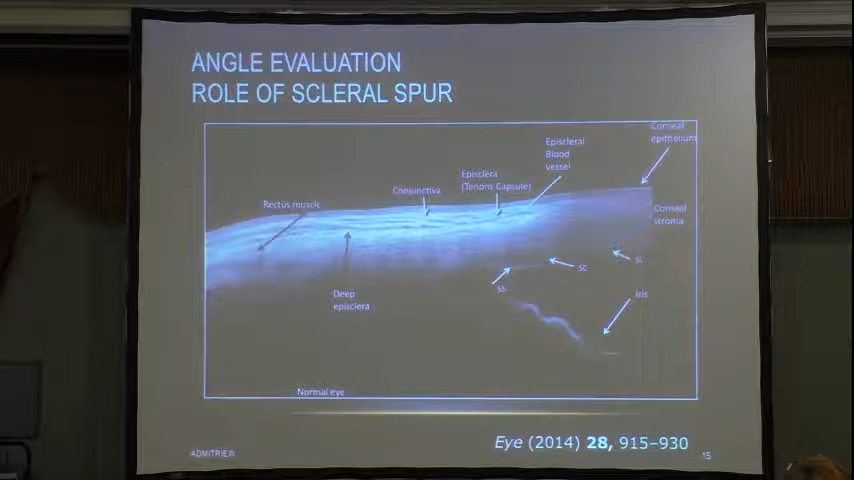 ANGLE EVALUATION
ROLE OF SCLERAL SPUR
Corneal
epithelium
Episcleral
Blood
vessel
Episclera
(Tenons Capsule)
Conjunctiva
Rectus muscle
Corneal
stroma
SC
SL
SS
Deep
episclera
Iris
Normal eye
Eye (2014) 28, 915–930
ADMITRIEW
15